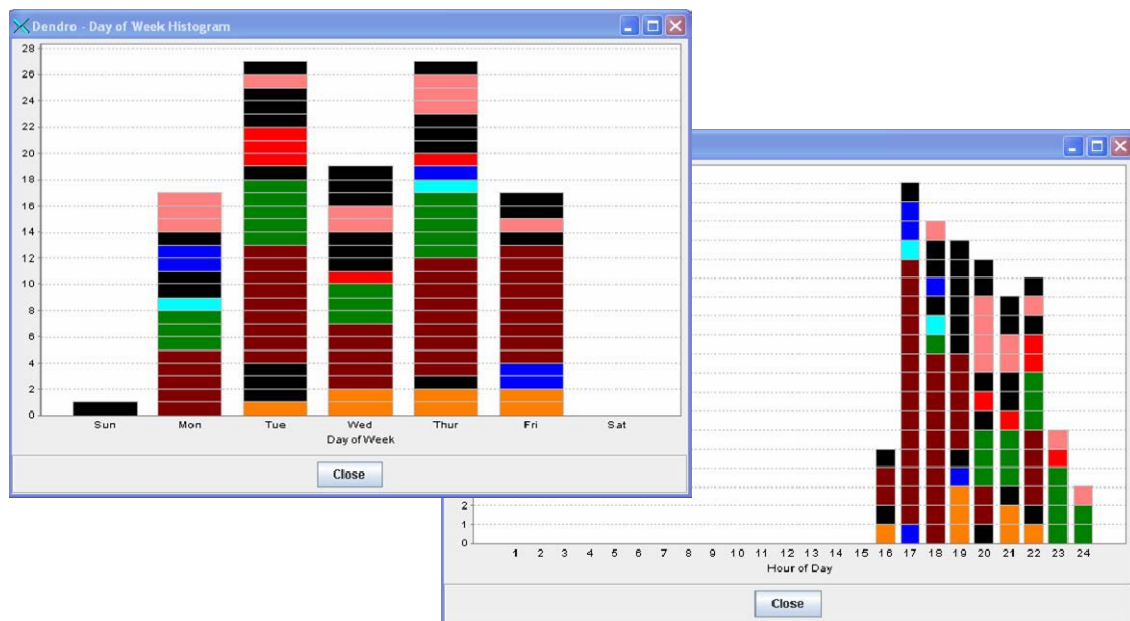 Dendro - Day of Week Histogram
28
26
24
22
20
18
16
14
12
10
8
6
4
2
0
Sun Mon Tue Wed Thur Fri Sat
Day of Week
Close
2
1
0
1 2 3 4 5 6 7 8 9 10 11 12 13 14 15 16 17 18 19 20 21 22 23 24
Hour of Day
Close